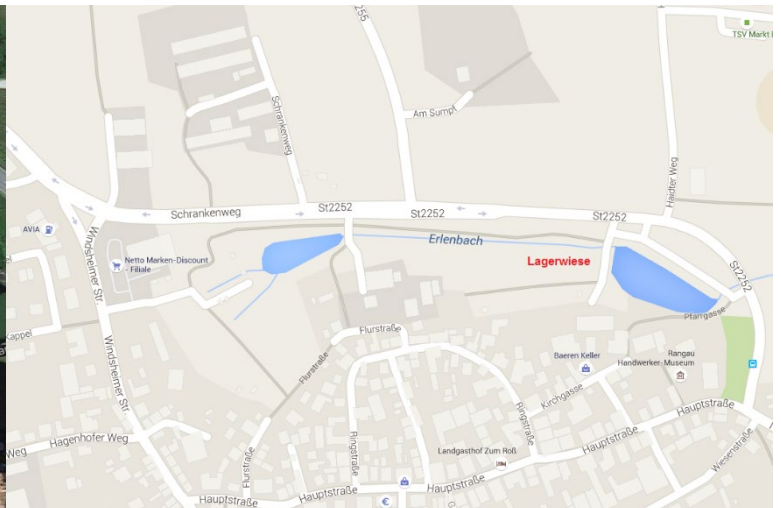 TSV Markt
Am Sumpf
Schrankenweg
Haidter Weg
Schrankenweg
St2252
St2252
St2252
AVIA
Windsheimer Str.
Erlenbach
Netto Marken-Discount
- Filiale
Lagerwiese
St2252
Pfarrgasse
Kappel
Flurstraße
Windsheimer Str.
Flurstraße
Baeren Keller
Rangau
Handwerker-Museum
Kirchgasse
Hauptstraße
Ringstraße
Ringstraße
Hagenhofer Weg
Weg
Landgasthof Zum Roß
Hauptstraße
Wiesenstraße
Flurstraße
Hauptstraße
Hauptstraße
Hauptstraße
€
G